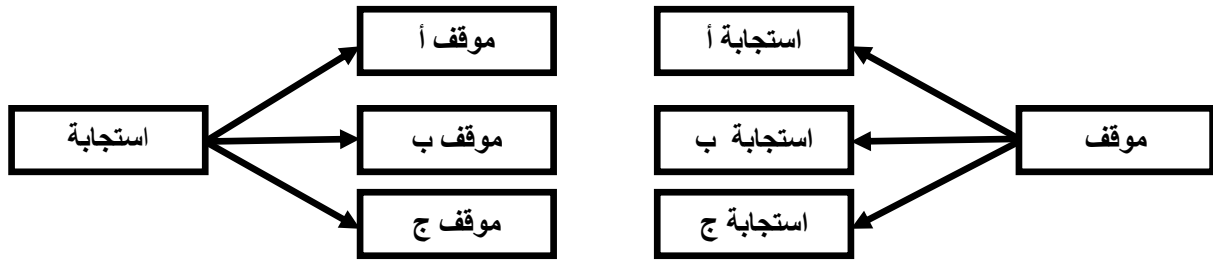 موقف
استجابة أ
استجابة ب
استجابة ج
موقف أ
موقف ب
موقف ج
استجابة